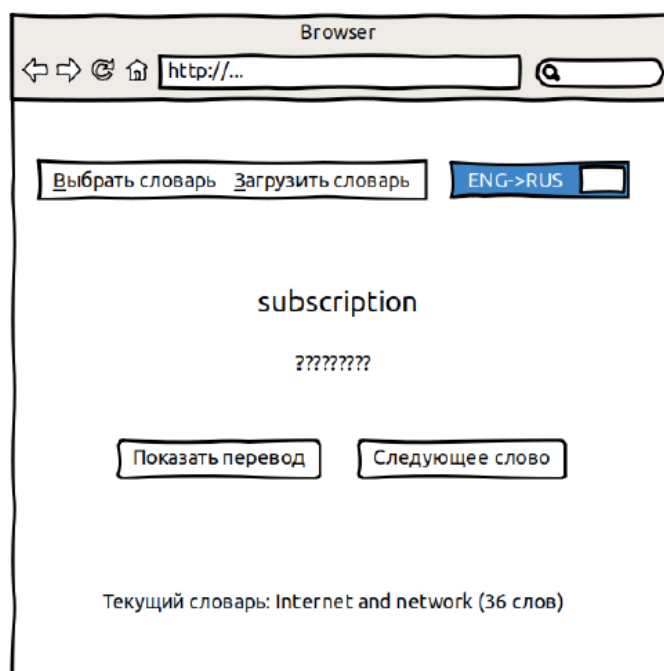 Browser
http://...
Выбрать словарь Загрузить словарь ENG->RUS
subscription
?????????
Показать перевод Следующее слово
Текущий словарь: Internet and network (36 слов)